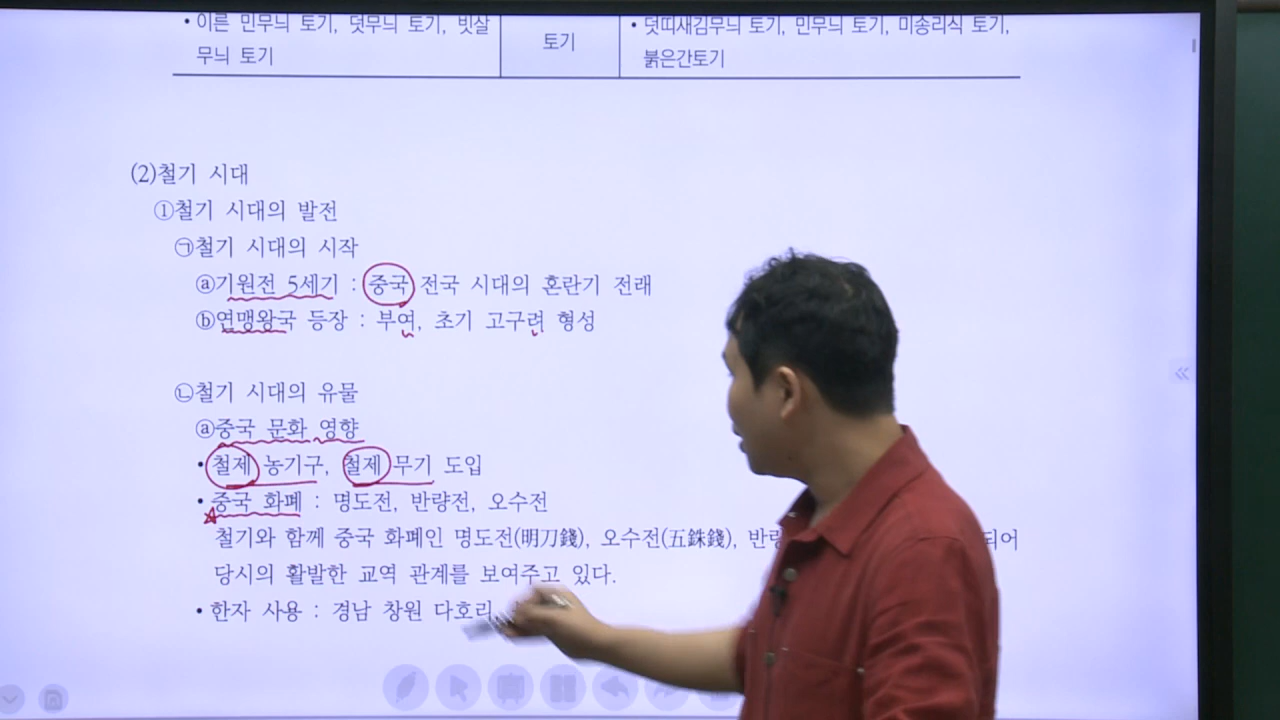 • 이른 민무늬 토기, 덧무늬 토기, 빗살
무늬 토기
토기
• 덧띠새김무늬 토기, 민무늬 토기, 미송리식 토기,
붉은간토기
(2)철기 시대
①철기 시대의 발전
㉠철기 시대의 시작
ⓐ기원전 5세기 : 중국 전국 시대의 혼란기 전래
ⓑ연맹왕국 등장 : 부여, 초기 고구려 형성
㉡철기 시대의 유물
ⓐ중국 문화 영향
• 철제 농기구, 철제 무기 도입
• 중국 화폐 : 명도전, 반량전, 오수전
철기와 함께 중국 화폐인 명도전(明刀錢), 오수전(五銖錢), 반량 되어
당시의 활발한 교역 관계를 보여주고 있다.
• 한자 사용 : 경남 창원 다호리